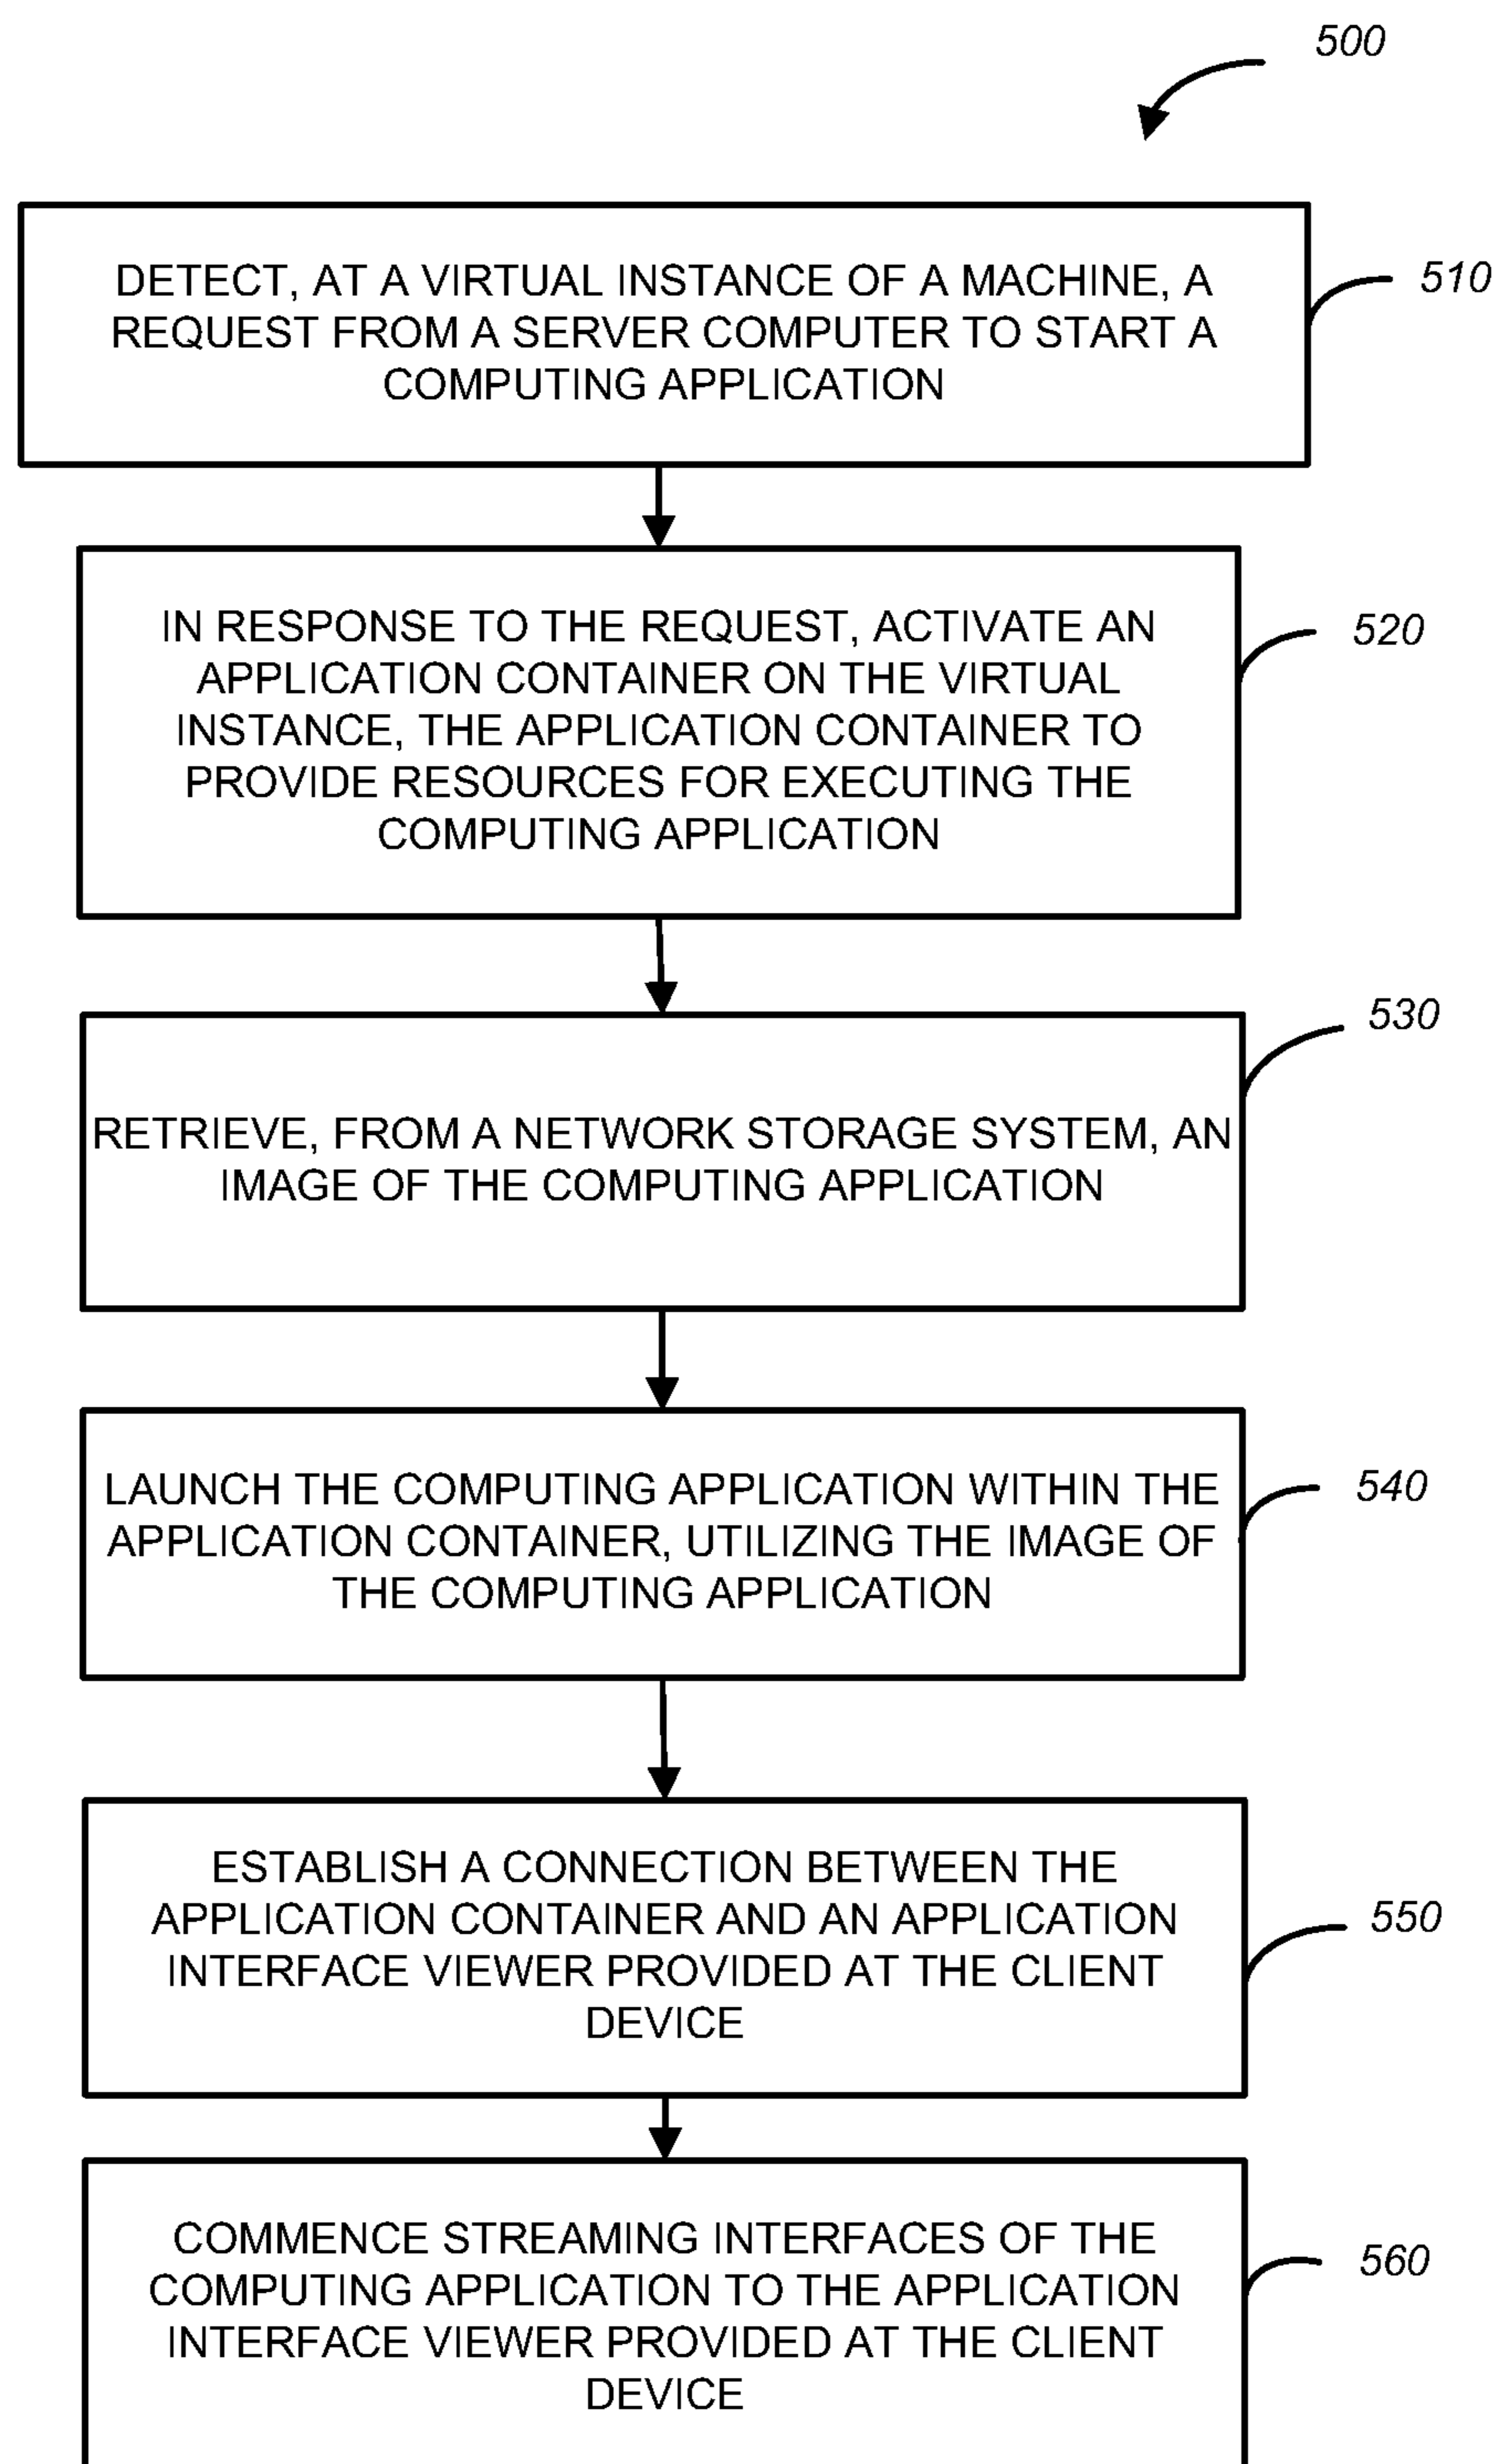 500
DETECT, AT A VIRTUAL INSTANCE OF A MACHINE, A
REQUEST FROM A SERVER COMPUTER TO START A
COMPUTING APPLICATION
510
IN RESPONSE TO THE REQUEST, ACTIVATE AN
APPLICATION CONTAINER ON THE VIRTUAL
INSTANCE, THE APPLICATION CONTAINER TO
PROVIDE RESOURCES FOR EXECUTING THE
COMPUTING APPLICATION
520
RETRIEVE, FROM A NETWORK STORAGE SYSTEM, AN
IMAGE OF THE COMPUTING APPLICATION
530
LAUNCH THE COMPUTING APPLICATION WITHIN THE
APPLICATION CONTAINER, UTILIZING THE IMAGE OF
THE COMPUTING APPLICATION
540
ESTABLISH A CONNECTION BETWEEN THE
APPLICATION CONTAINER AND AN APPLICATION
INTERFACE VIEWER PROVIDED AT THE CLIENT
DEVICE
550
COMMENCE STREAMING INTERFACES OF THE
COMPUTING APPLICATION TO THE APPLICATION
INTERFACE VIEWER PROVIDED AT THE CLIENT
DEVICE
560